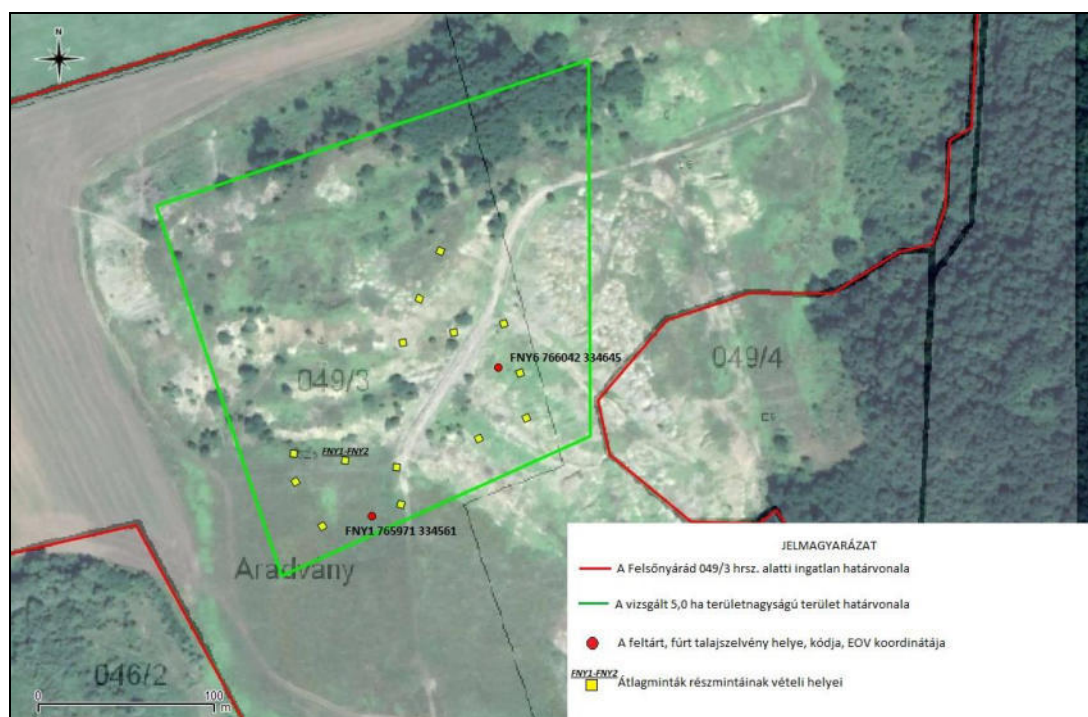 N
049/3
049/4
FNY6 766042 334645
FNY1-FNY2
FNY1 765971 334561
Aradvany
046/2
0 100
m
JELMAGYARÁZAT
A Felsőnyárád 049/3 hrsz. alatti ingatlan határvonala
A vizsgált 5,0 ha területnagyságú terület határvonala
A feltárt, fúrt talajszelvény helye, kódja, EOV koordinátája
FNY1-FNY2
Átlagminták részmintáinak vételi helyei